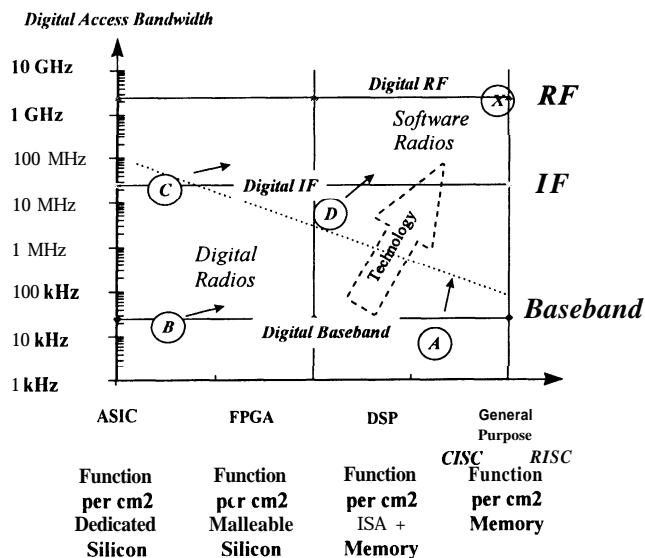 Digital Access Bandwidth
10 GHz
Digital RF
X
RF
1 GHz
Software
Radios
100 MHz
C
Digital IF
IF
D
10 MHz
Technology
1 MHz
Digital
Radios
100 kHz
Baseband
B
Digital Baseband
A
10 kHz
1 kHz
ASIC
FPGA
DSP
General
Purpose
CISC RISC
Function
per cm2
Dedicated
Silicon
Function
pcr cm2
Malleable
Silicon
Function
per cm2
ISA +
Memory
Function
per cm2
Memory